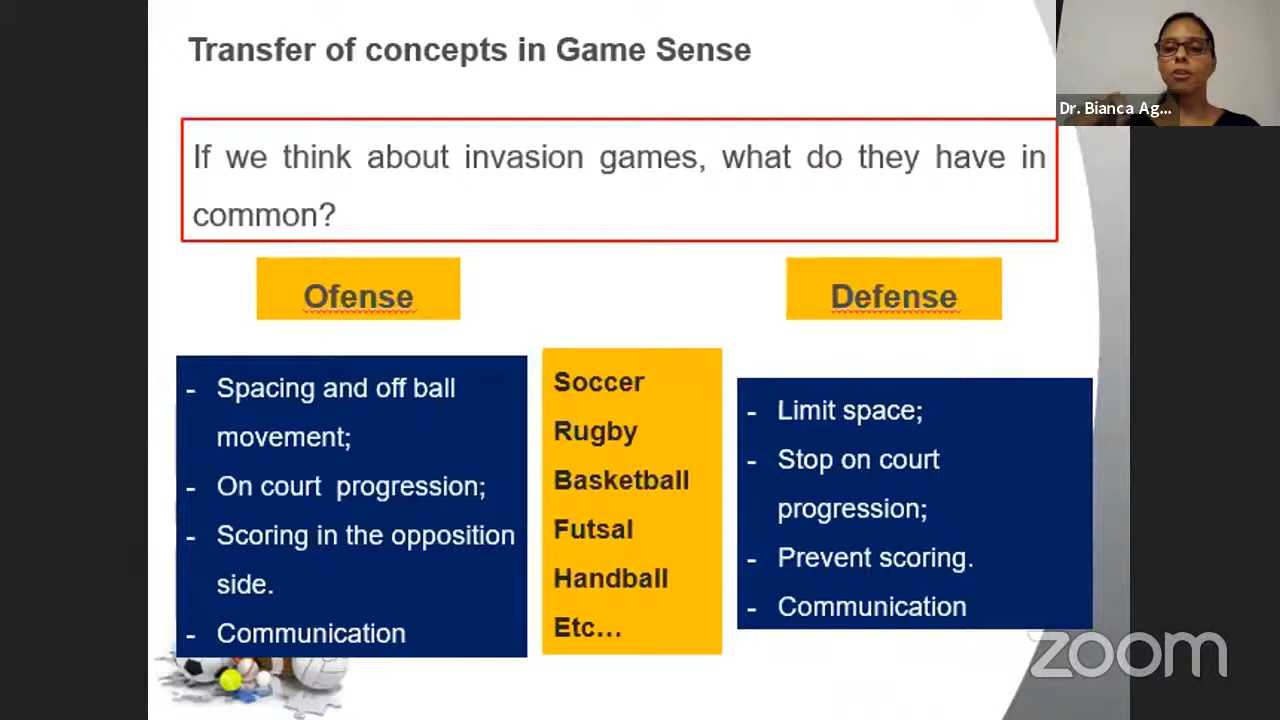 Transfer of concepts in Game Sense
Dr. Bianca Ag...
If we think about invasion games, what do they have in
common?
Ofense
Defense
- Spacing and off ball
movement;
- On court progression;
- Scoring in the opposition
side.
- Communication
Soccer
Rugby
Basketball
Futsal
Handball
Etc...
- Limit space;
- Stop on court
progression;
- Prevent scoring.
- Communication
zoom